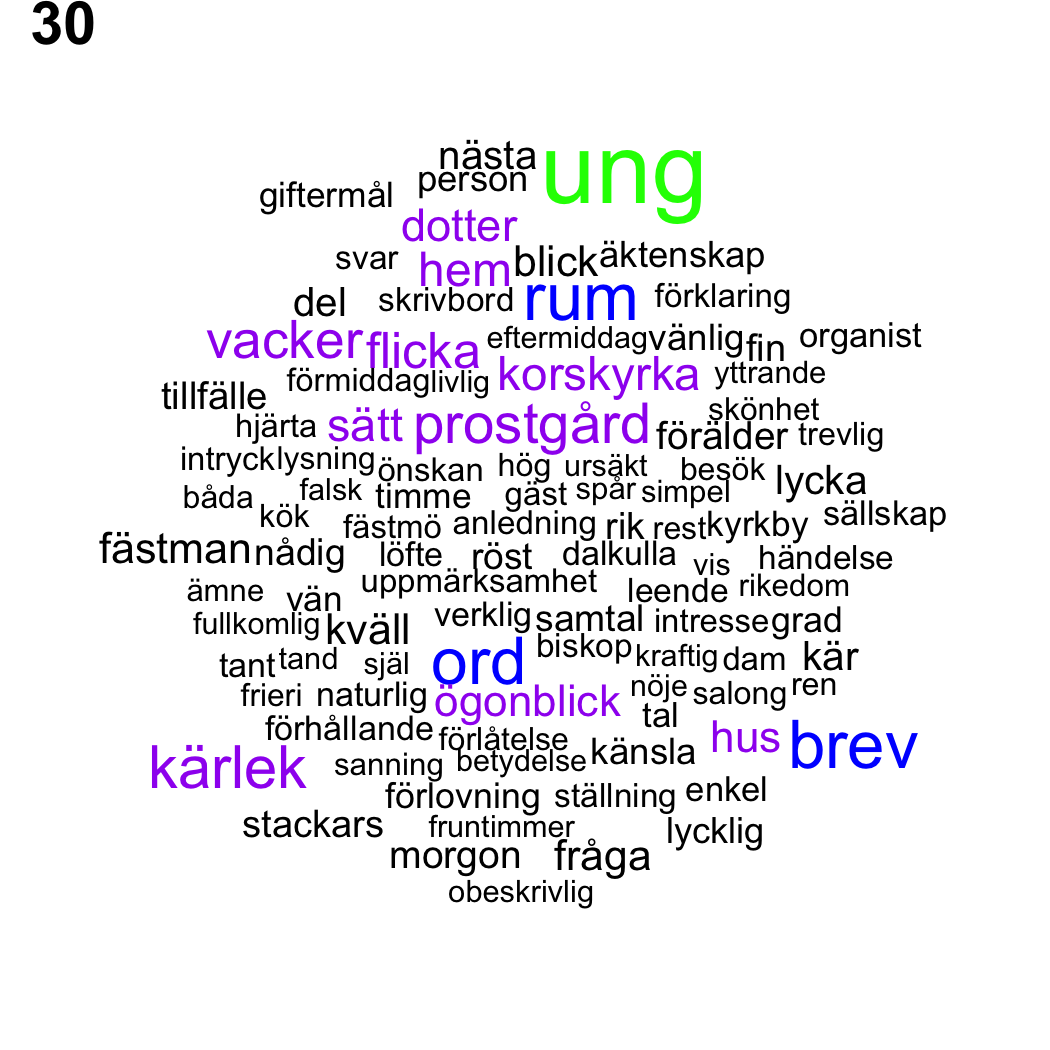 30
nästa ung
person
giftermål
dotter
svar hem blick äktenskap
del skrivbord rum förklaring
vacker flicka eftermiddag vänlig fin organist
förmiddag livlig korskyrka yttrande
tillfälle skönhet
hjärta sätt prostgård förälder trevlig
intryck lysning önskan hög ursäkt besök lycka
båda falsk timme gäst spår simpel
kök fästmö anledning rik rest kyrkby sällskap
fästman nådig löfte röst dalkulla vis händelse
ämne vän uppmärksamhet leende rikedom
fullkomlig kväll verklig samtal intresse grad
tant tand själ ord biskop kraftig dam kär
frieri naturlig ögonblick nöje salong ren
tal
förhållande förlåtelse känsla hus brev
kärlek sanning betydelse
förlovning ställning enkel
stackars fruntimmer lycklig
morgon fråga
obeskrivlig